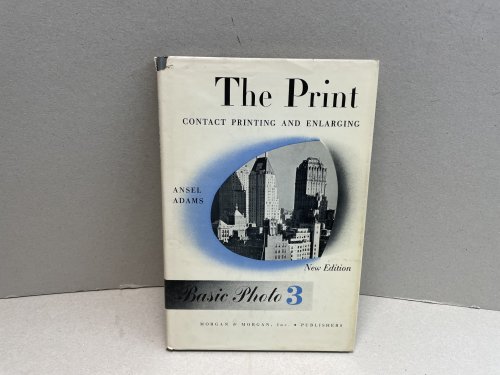 The Print
CONTACT PRINTING AND ENLARGING
ANSEL
ADAMS
New Edition
Basic Photo 3
MORGAN & MORGAN, Inc. • PUBLISHERS